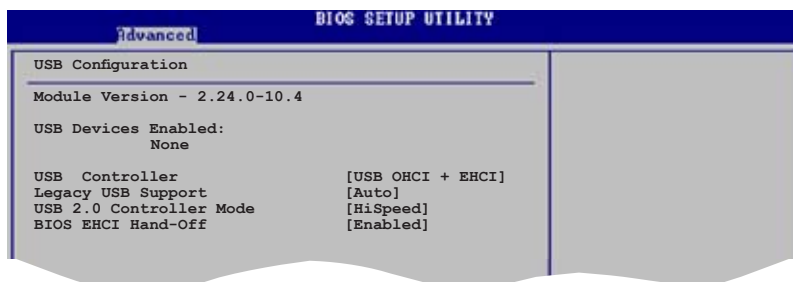 BIOS SETUP UTILITY
Advanced
USB Configuration
Module Version - 2.24.0-10.4
USB Devices Enabled:
None
USB Controller [USB OHCI + EHCI]
Legacy USB Support [Auto]
USB 2.0 Controller Mode [HiSpeed]
BIOS EHCI Hand-Off [Enabled]